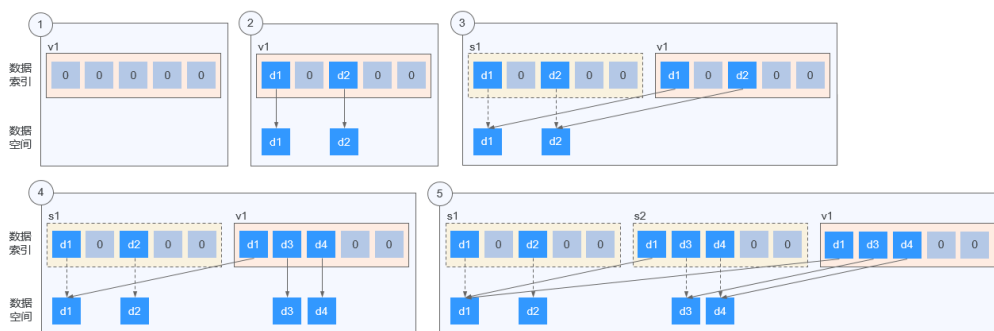 1
v1
数据
索引
0 0 0 0 0
数据
空间
2
v1
d1 0 d2 0 0
d1 d2
3
s1 v1
d1 0 d2 0 0 d1 0 d2 0 0
d1 d2
4
s1 v1
数据
索引
d1 0 d2 0 0 d1 d3 d4 0 0
数据
空间
d1 d2 d3 d4
5
s1 s2 v1
d1 0 d2 0 0 d1 d3 d4 0 0 d1 d3 d4 0 0
d1 d2 d3 d4